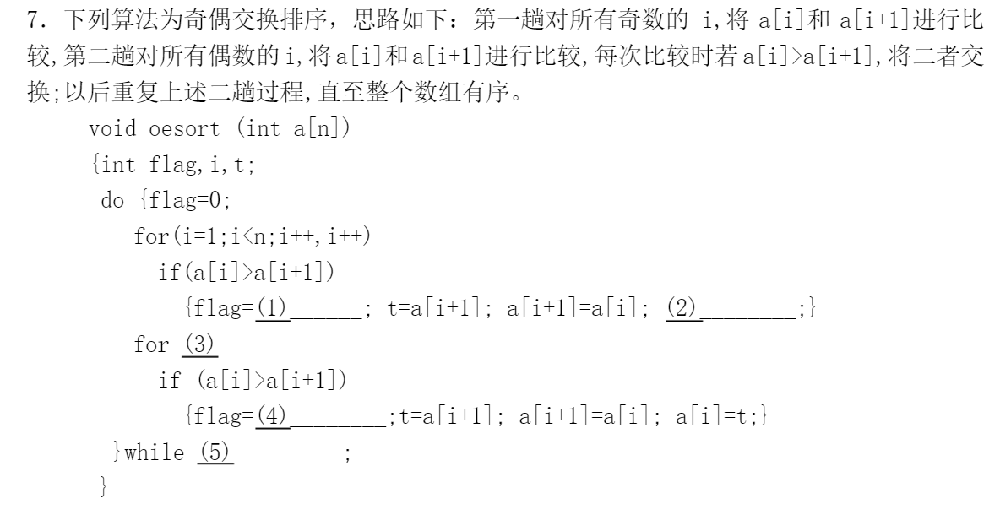 7. 下列算法为奇偶交换排序，思路如下：第一趟对所有奇数的 i,将 a[i]和 a[i+1]进行比
较,第二趟对所有偶数的 i,将 a[i]和 a[i+1]进行比较,每次比较时若 a[i]>a[i+1],将二者交
换;以后重复上述二趟过程,直至整个数组有序。
void oesort (int a[n])
{int flag,i,t;
do {flag=0;
for(i=1;i<n;i++,i++)
if(a[i]>a[i+1])
{flag=(1)______; t=a[i+1]; a[i+1]=a[i]; (2)________;}
for (3)________
if (a[i]>a[i+1])
{flag=(4)________;t=a[i+1]; a[i+1]=a[i]; a[i]=t;}
}while (5)_________;
}